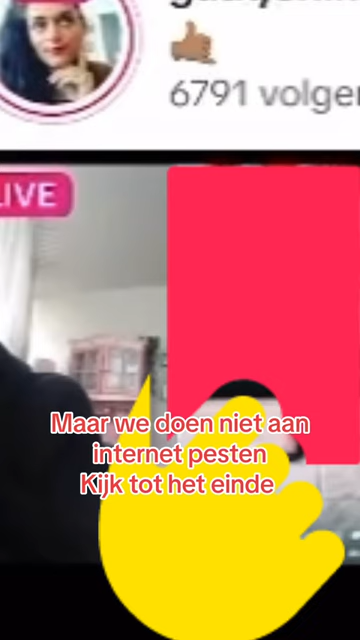 6791 volger
LIVE
Maar we doen niet aan
internet pesten
Kijk tot het einde